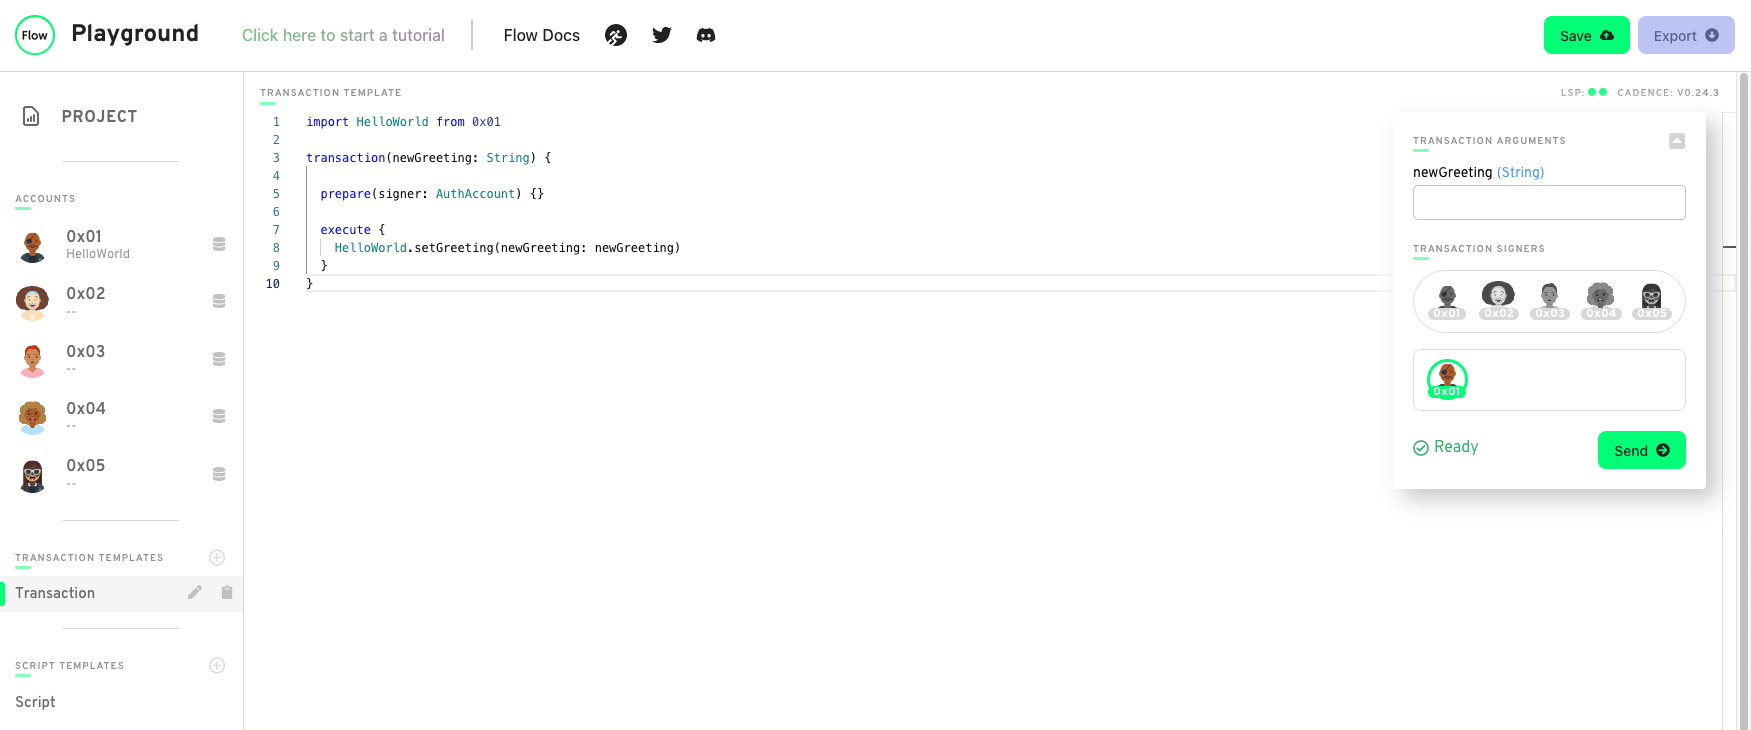 Flow
Playground
Click here to start a tutorial
Flow Docs
Save
Export
PROJECT
ACCOUNTS
0x01
HelloWorld
0x02
--
0x03
--
0x04
--
0x05
--
TRANSACTION TEMPLATES
Transaction
SCRIPT TEMPLATES
Script
TRANSACTION TEMPLATE
LSP:
CADENCE: V0.24.3
1 import HelloWorld from 0x01
2
3 transaction(newGreeting: String) {
4
5 prepare(signer: AuthAccount) {}
6
7 execute {
8 HelloWorld.setGreeting(newGreeting: newGreeting)
9 }
10 }
TRANSACTION ARGUMENTS
newGreeting (String)
TRANSACTION SIGNERS
0x01 0x02 0x03 0x04 0x05
0x01
Ready
Send